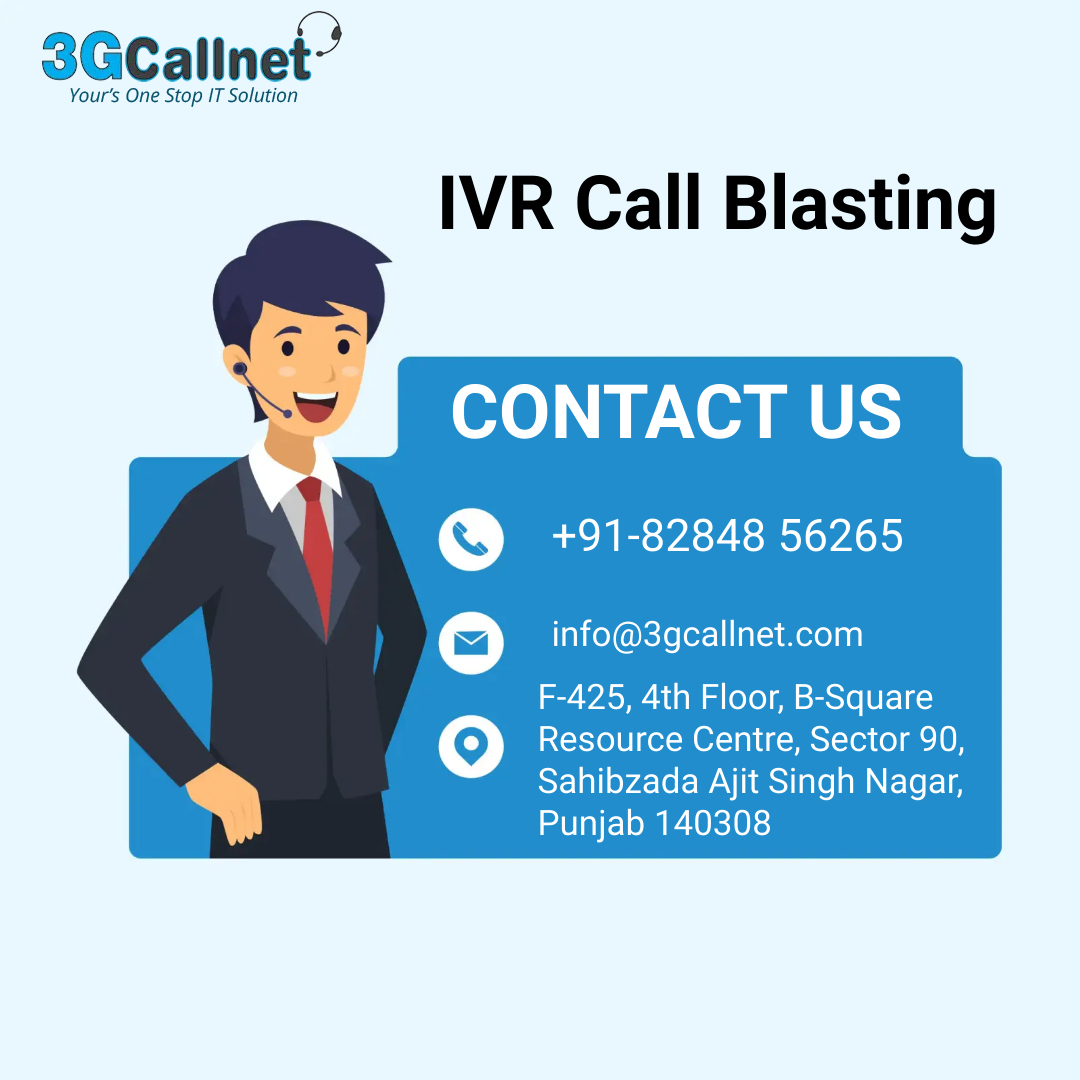 3GCallnet
Your's One Stop IT Solution
IVR Call Blasting
CONTACT US
+91-82848 56265
info@3gcallnet.com
F-425, 4th Floor, B-Square
Resource Centre, Sector 90,
Sahibzada Ajit Singh Nagar,
Punjab 140308